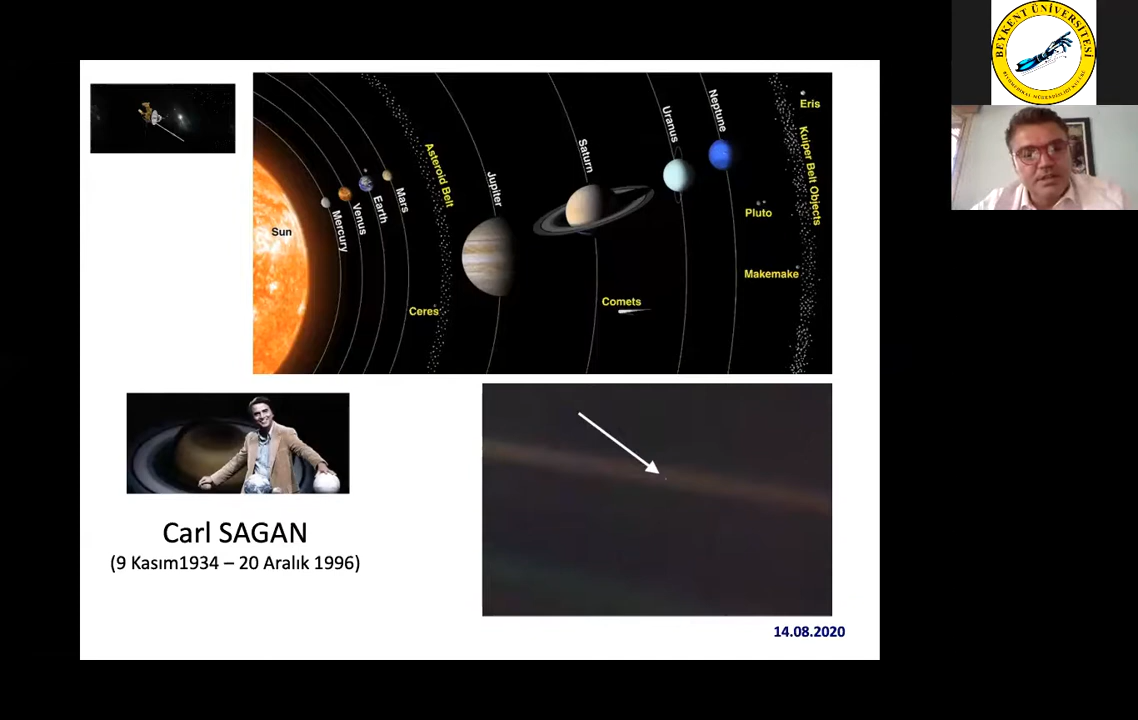 BEYKENT ÜNİVERSİTESİ
Sun
Mercury
Venus
Earth
Mars
Asteroid Belt
Ceres
Jupiter
Saturn
Comets
Uranus
Neptune
Pluto
Makemake
Eris
Kuiper Belt Objects
Carl SAGAN
(9 Kasım1934 – 20 Aralık 1996)
14.08.2020